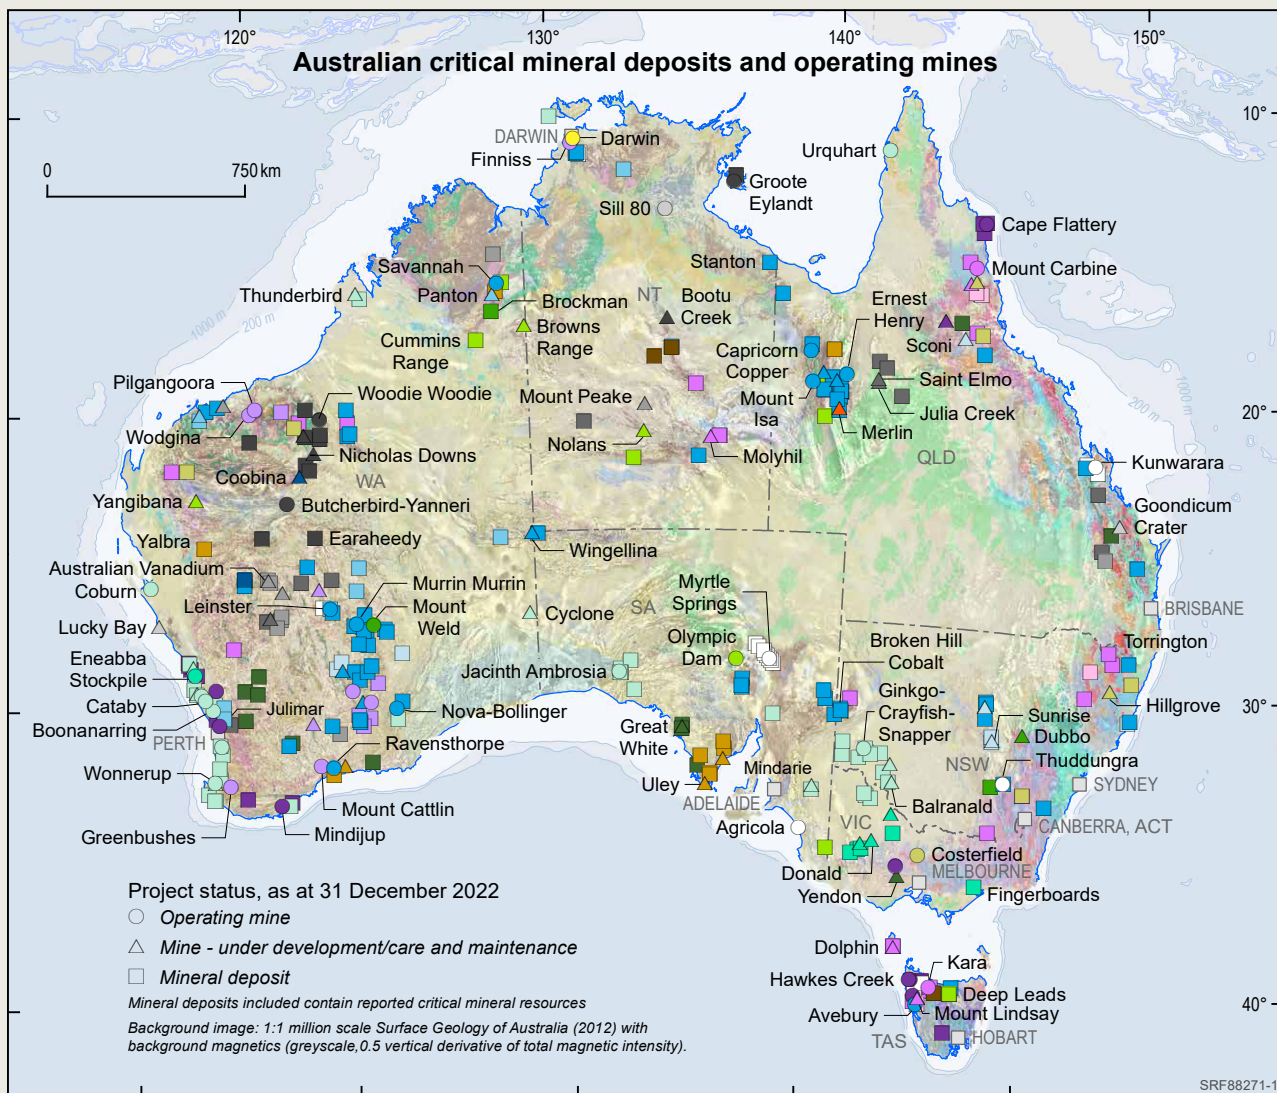 120°
130°
140°
150°
Australian critical mineral deposits and operating mines
10°
DARWIN
Darwin
Finniss
Urquhart
0
750 km
Groote
Eylandt
Sill 80
Cape Flattery
Savannah
Stanton
Mount Carbine
Thunderbird
Panton
Brockman
NT
Bootu
Creek
Ernest
Henry
1000 m
200 m
Cummins
Range
Browns
Range
Capricorn
Copper
Sconi
Pilgangoora
Woodie Woodie
Mount Peake
Mount
Isa
Saint Elmo
Julia Creek
20°
Wodgina
Nolans
Merlin
Nicholas Downs
Molyhil
QLD
Kunwarara
Coobina
WA
Yangibana
Butcherbird-Yanneri
Goondicum
Crater
Yalbra
Earaheedy
Wingellina
Australian Vanadium
Murrin Murrin
Myrtle
Springs
Coburn
Leinster
Mount
Weld
Cyclone
SA
BRISBANE
Lucky Bay
Olympic
Dam
Broken Hill
Cobalt
Torrington
Eneabba
Stockpile
Jacinth Ambrosia
Ginkgo-
Crayfish-
Snapper
Cataby
Julimar
Nova-Bollinger
Hillgrove
30°
Boonanarring
Great
White
Sunrise
Dubbo
PERTH
Ravensthorpe
NSW
Thuddungra
Wonnerup
Uley
Mindarie
SYDNEY
ADELAIDE
Balranald
Mount Cattlin
Agricola
VIC
CANBERRA, ACT
Greenbushes
Mindijup
Costerfield
MELBOURNE
Donald
Yendon
Fingerboards
Project status, as at 31 December 2022
Operating mine
Mine - under development/care and maintenance
Mineral deposit
Mineral deposits included contain reported critical mineral resources
Background image: 1:1 million scale Surface Geology of Australia (2012) with
background magnetics (greyscale,0.5 vertical derivative of total magnetic intensity).
Dolphin
Kara
Hawkes Creek
Deep Leads
40°
Avebury
Mount Lindsay
TAS
HOBART
SRF88271-1